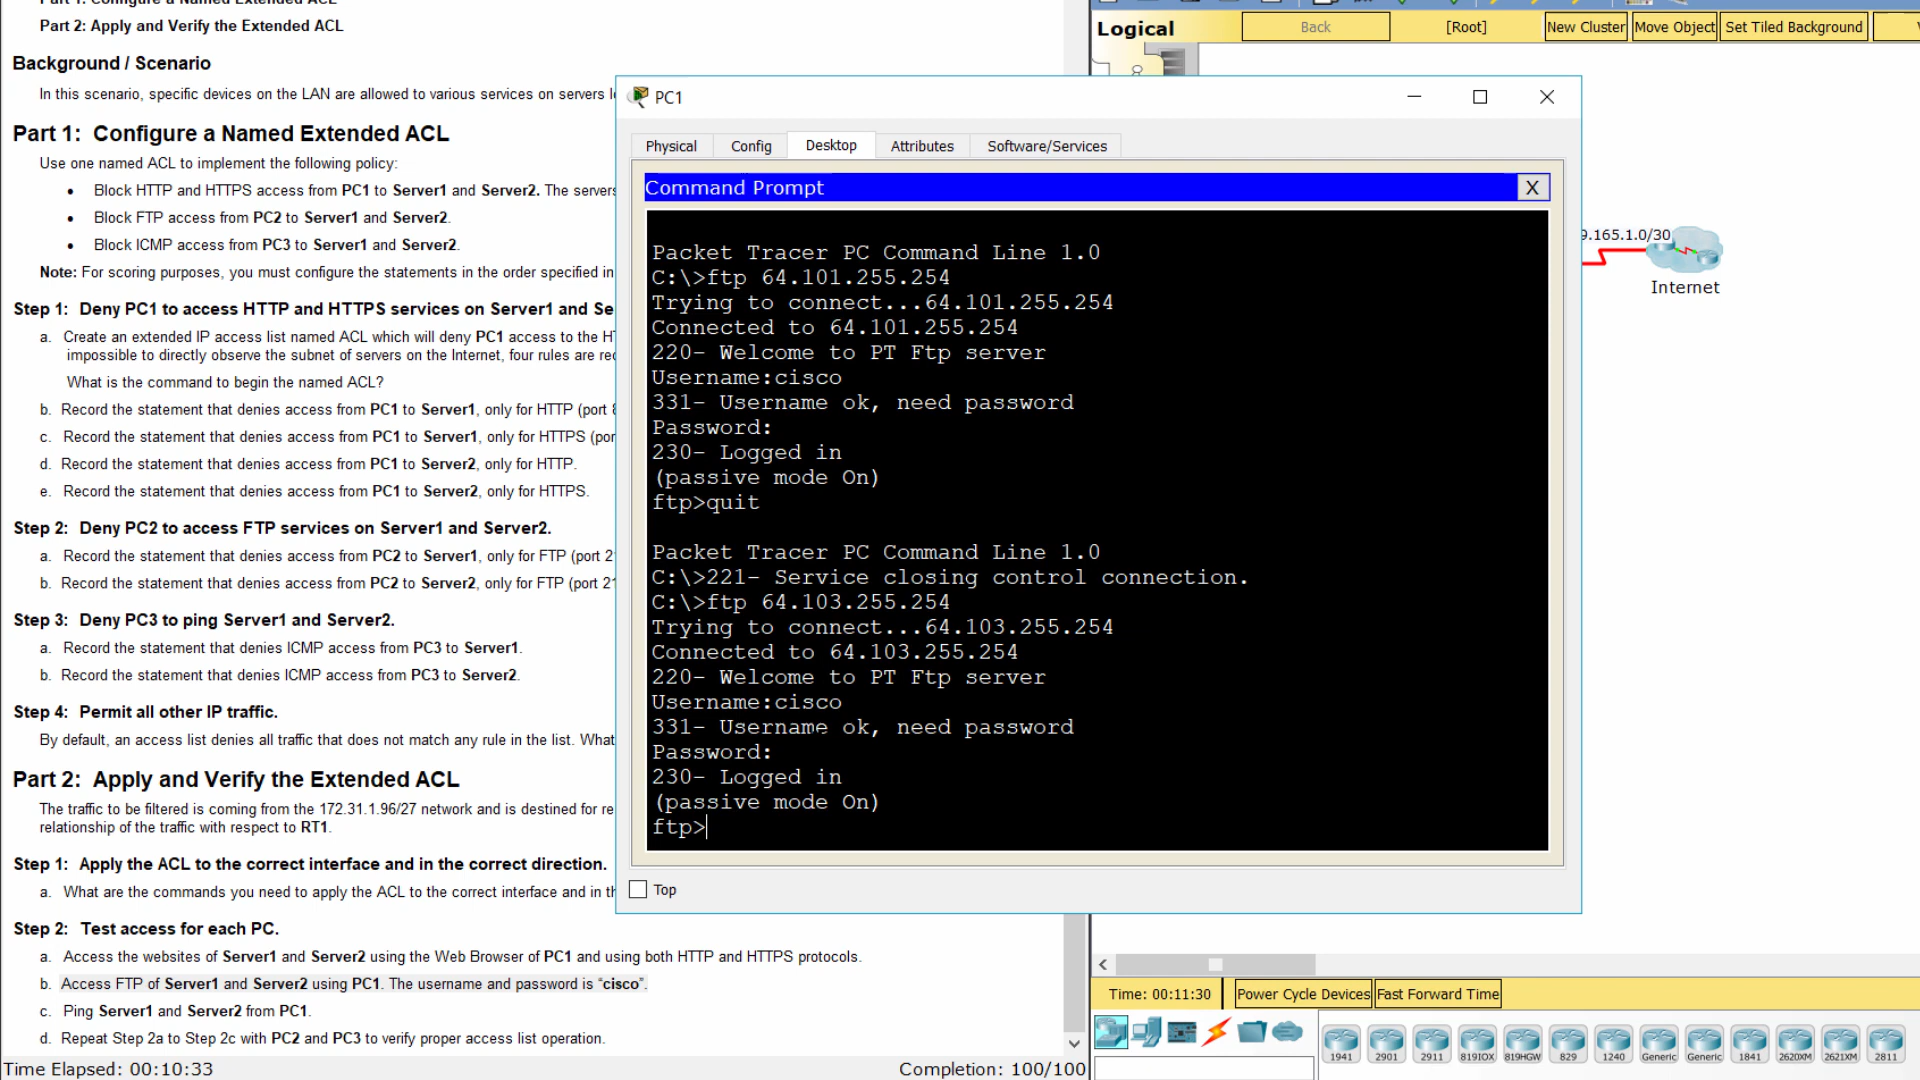 Part 1: Configure a Named Extended ACL
Part 2: Apply and Verify the Extended ACL
Background / Scenario
In this scenario, specific devices on the LAN are allowed to various services on servers
Part 1: Configure a Named Extended ACL
Use one named ACL to implement the following policy:
• Block HTTP and HTTPS access from PC1 to Server1 and Server2. The servers
• Block FTP access from PC2 to Server1 and Server2.
• Block ICMP access from PC3 to Server1 and Server2.
Note: For scoring purposes, you must configure the statements in the order specified in
Step 1: Deny PC1 to access HTTP and HTTPS services on Server1 and Se
a. Create an extended IP access list named ACL which will deny PC1 access to the HT
impossible to directly observe the subnet of servers on the Internet, four rules are re
What is the command to begin the named ACL?
b. Record the statement that denies access from PC1 to Server1, only for HTTP (port 8
c. Record the statement that denies access from PC1 to Server1, only for HTTPS (por
d. Record the statement that denies access from PC1 to Server2, only for HTTP.
e. Record the statement that denies access from PC1 to Server2, only for HTTPS.
Step 2: Deny PC2 to access FTP services on Server1 and Server2.
a. Record the statement that denies access from PC2 to Server1, only for FTP (port 2
b. Record the statement that denies access from PC2 to Server2, only for FTP (port 21
Step 3: Deny PC3 to ping Server1 and Server2.
a. Record the statement that denies ICMP access from PC3 to Server1.
b. Record the statement that denies ICMP access from PC3 to Server2.
Step 4: Permit all other IP traffic.
By default, an access list denies all traffic that does not match any rule in the list. What
Part 2: Apply and Verify the Extended ACL
The traffic to be filtered is coming from the 172.31.1.96/27 network and is destined for re
relationship of the traffic with respect to RT1.
Step 1: Apply the ACL to the correct interface and in the correct direction.
a. What are the commands you need to apply the ACL to the correct interface and in th
Step 2: Test access for each PC.
a. Access the websites of Server1 and Server2 using the Web Browser of PC1 and using both HTTP and HTTPS protocols.
b. Access FTP of Server1 and Server2 using PC1. The username and password is “cisco”.
c. Ping Server1 and Server2 from PC1.
d. Repeat Step 2a to Step 2c with PC2 and PC3 to verify proper access list operation.
Time Elapsed: 00:10:33 Completion: 100/100
PC1
Physical Config Desktop Attributes Software/Services
Command Prompt X
Packet Tracer PC Command Line 1.0
C:\>ftp 64.101.255.254
Trying to connect...64.101.255.254
Connected to 64.101.255.254
220- Welcome to PT Ftp server
Username:cisco
331- Username ok, need password
Password:
230- Logged in
(passive mode On)
ftp>quit
Packet Tracer PC Command Line 1.0
C:\>221- Service closing control connection.
C:\>ftp 64.103.255.254
Trying to connect...64.103.255.254
Connected to 64.103.255.254
220- Welcome to PT Ftp server
Username:cisco
331- Username ok, need password
Password:
230- Logged in
(passive mode On)
ftp>
Top
Logical Back [Root] New Cluster Move Object Set Tiled Background V
9.165.1.0/30
Internet
Time: 00:11:30 Power Cycle Devices Fast Forward Time
1941 2901 2911 819IOX 819HGW 829 1240 Generic Generic 1841 2620XM 2621XM 2811